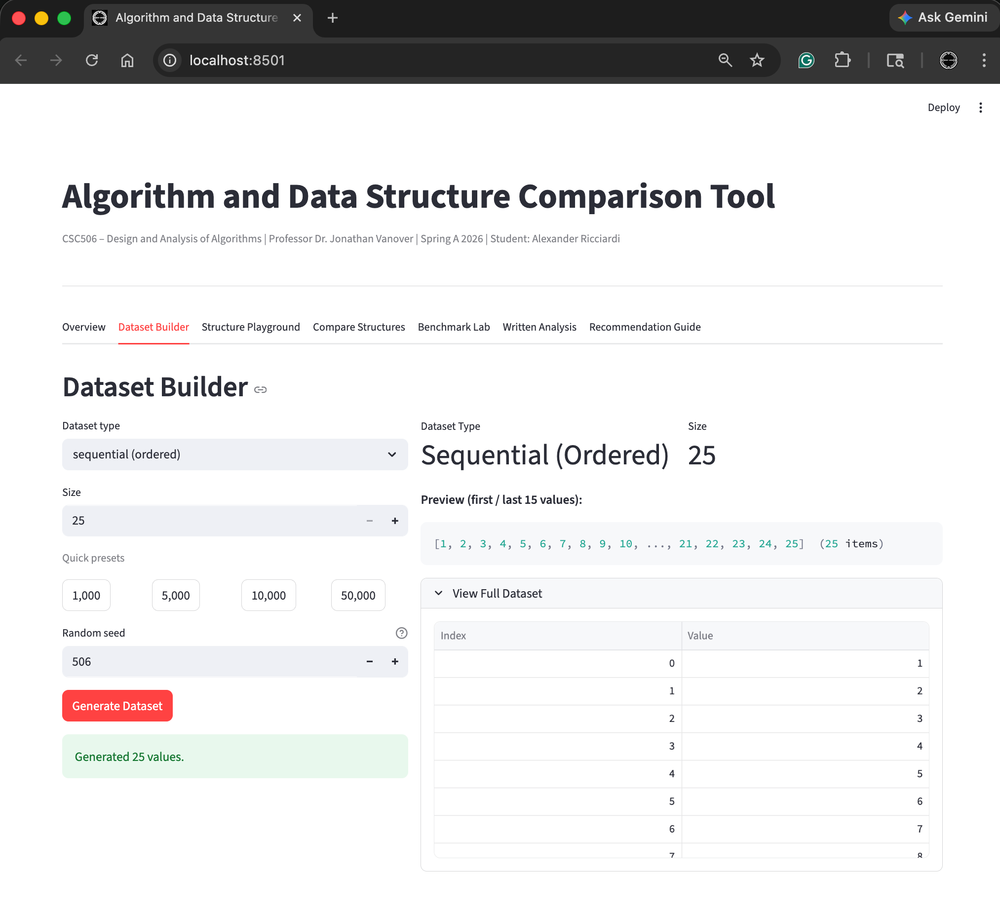 Algorithm and Data Structure
Ask Gemini
localhost:8501
Deploy
Algorithm and Data Structure Comparison Tool
CSC506 – Design and Analysis of Algorithms | Professor Dr. Jonathan Vanover | Spring A 2026 | Student: Alexander Ricciardi
Overview Dataset Builder Structure Playground Compare Structures Benchmark Lab Written Analysis Recommendation Guide
Dataset Builder
Dataset type
sequential (ordered)
Size
25
Quick presets
1,000 5,000 10,000 50,000
Random seed
506
Generate Dataset
Generated 25 values.
Dataset Type Size
Sequential (Ordered) 25
Preview (first / last 15 values):
[1, 2, 3, 4, 5, 6, 7, 8, 9, 10, ..., 21, 22, 23, 24, 25] (25 items)
View Full Dataset
Index Value
0 1
1 2
2 3
3 4
4 5
5 6
6 7
7 8